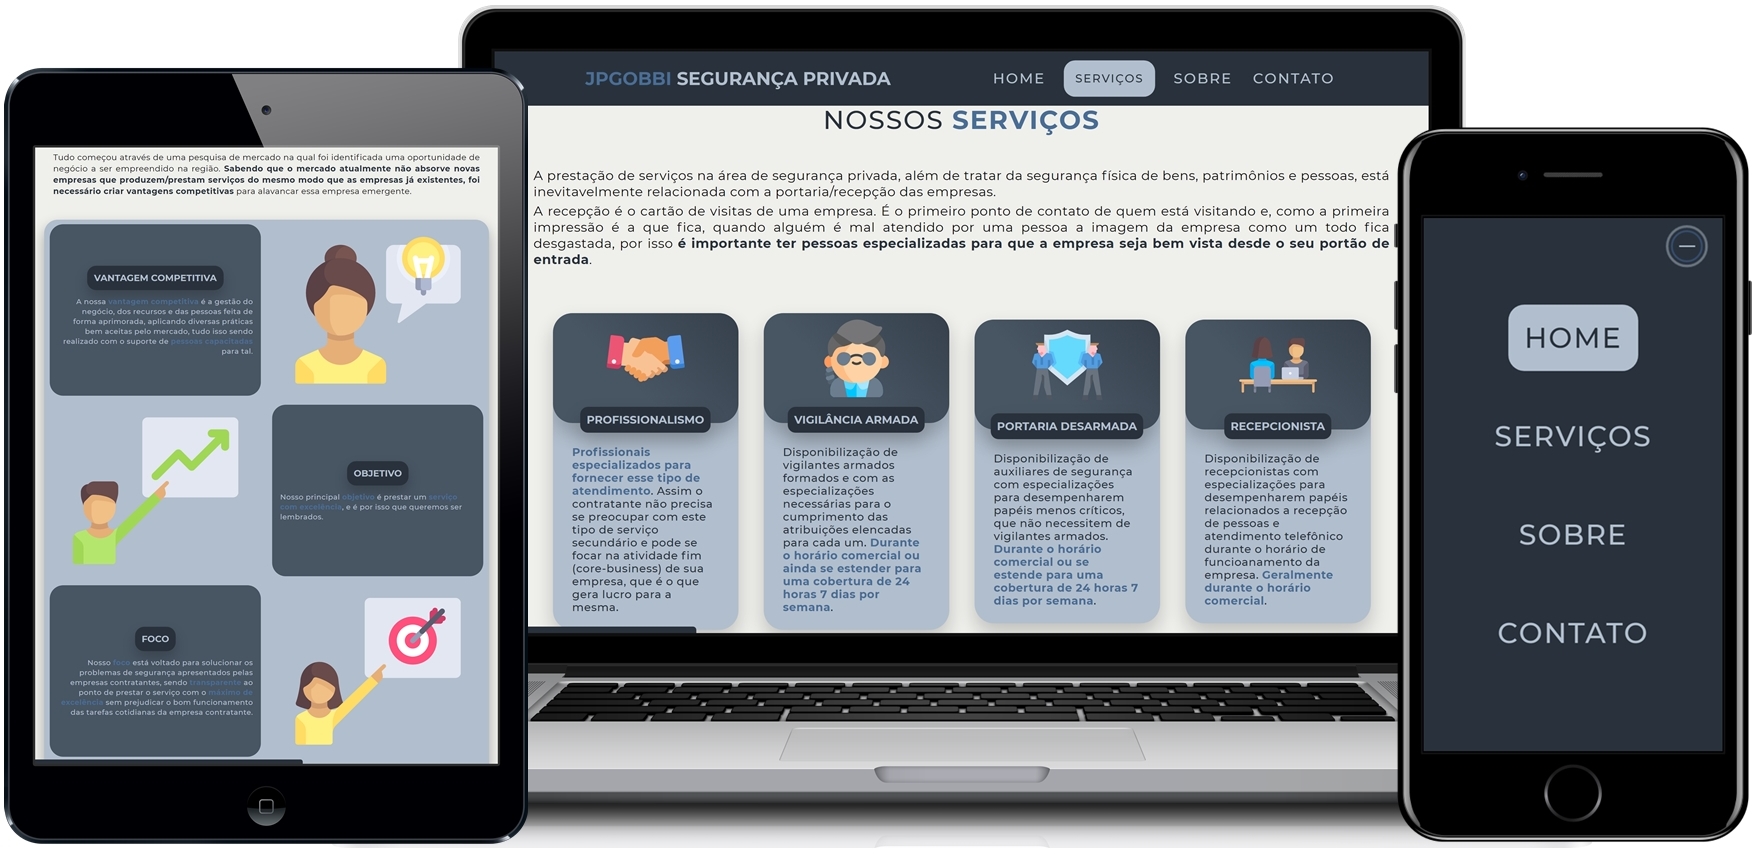 Tudo começou através de uma pesquisa de mercado na qual foi identificada uma oportunidade de
negócio a ser empreendido na região. Sabendo que o mercado atualmente não absorve novas
empresas que produzem/prestam serviços do mesmo modo que as empresas já existentes, foi
necessário criar vantagens competitivas para alavancar essa empresa emergente.
VANTAGEM COMPETITIVA
A nossa vantagem competitiva é a gestão do
negócio, dos recursos e das pessoas feita de
forma aprimorada, aplicando diversas práticas
bem aceitas pelo mercado, tudo isso sendo
realizado com o suporte de pessoas capacitadas
para tal.
OBJETIVO
Nosso principal objetivo é prestar um serviço
com excelência, e é por isso que queremos ser
lembrados.
FOCO
Nosso foco está voltado para solucionar os
problemas de segurança apresentados pelas
empresas contratantes, sendo transparente ao
ponto de prestar o serviço com o máximo de
excelência sem prejudicar o bom funcionamento
das tarefas cotidianas da empresa contratante.
JPGOBBI SEGURANÇA PRIVADA
HOME SERVIÇOS SOBRE CONTATO
NOSSOS SERVIÇOS
A prestação de serviços na área de segurança privada, além de tratar da segurança física de bens, patrimônios e pessoas, está
inevitavelmente relacionada com a portaria/recepção das empresas.
A recepção é o cartão de visitas de uma empresa. É o primeiro ponto de contato de quem está visitando e, como a primeira
impressão é a que fica, quando alguém é mal atendido por uma pessoa a imagem da empresa como um todo fica
desgastada, por isso é importante ter pessoas especializadas para que a empresa seja bem vista desde o seu portão de
entrada.
PROFISSIONALISMO
Profissionais
especializados para
fornecer esse tipo de
atendimento. Assim o
contratante não precisa
se preocupar com este
tipo de serviço
secundário e pode se
focar na atividade fim
(core-business) de sua
empresa, que é o que
gera lucro para a
mesma.
VIGILÂNCIA ARMADA
Disponibilização de
vigilantes armados
formados e com as
especializações
necessárias para o
cumprimento das
atribuições elencadas
para cada um. Durante
o horário comercial ou
ainda se estender para
uma cobertura de 24
horas 7 dias por
semana.
PORTARIA DESARMADA
Disponibilização de
auxiliares de segurança
com especializações
para desempenharem
papéis menos críticos,
que não necessitem de
vigilantes armados.
Durante o horário
comercial ou se
estende para uma
cobertura de 24 horas 7
dias por semana.
RECEPCIONISTA
Disponibilização de
recepcionistas com
especializações para
desempenharem papéis
relacionados a recepção
de pessoas e
atendimento telefônico
durante o horário de
funcioanamento da
empresa. Geralmente
durante o horário
comercial.
HOME
SERVIÇOS
SOBRE
CONTATO